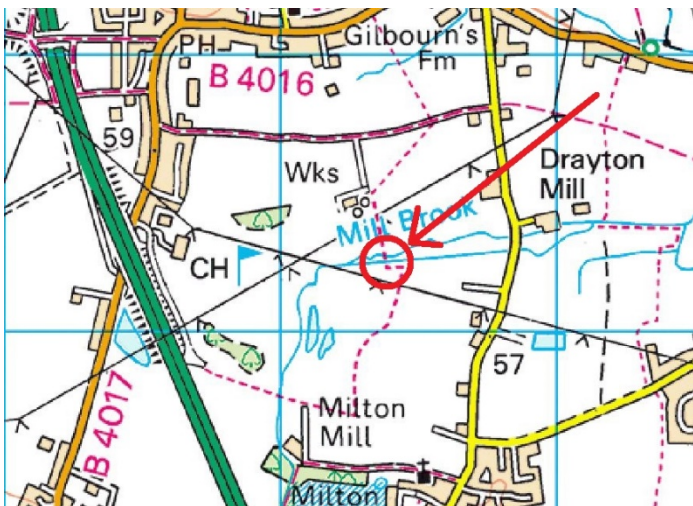 PH
Gilbourn's
Fm
B 4016
59
Wks
Drayton
Mill
Mill Brook
CH
57
B 4017
Milton
Mill
Milton